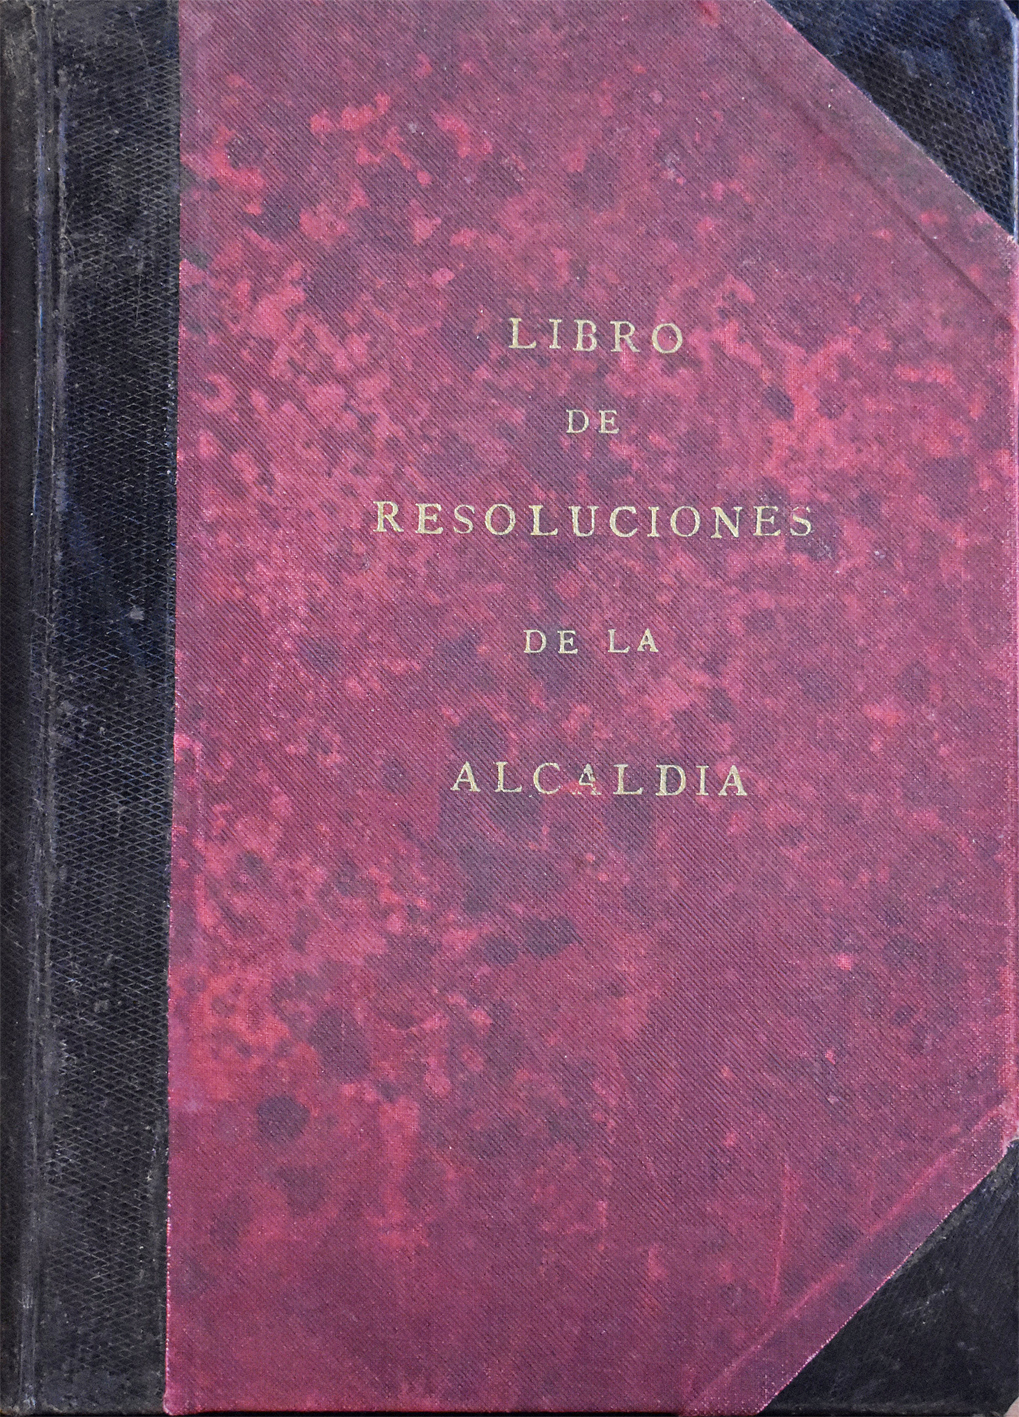 LIBRO
DE
RESOLUCIONES
DE LA
ALCALDIA